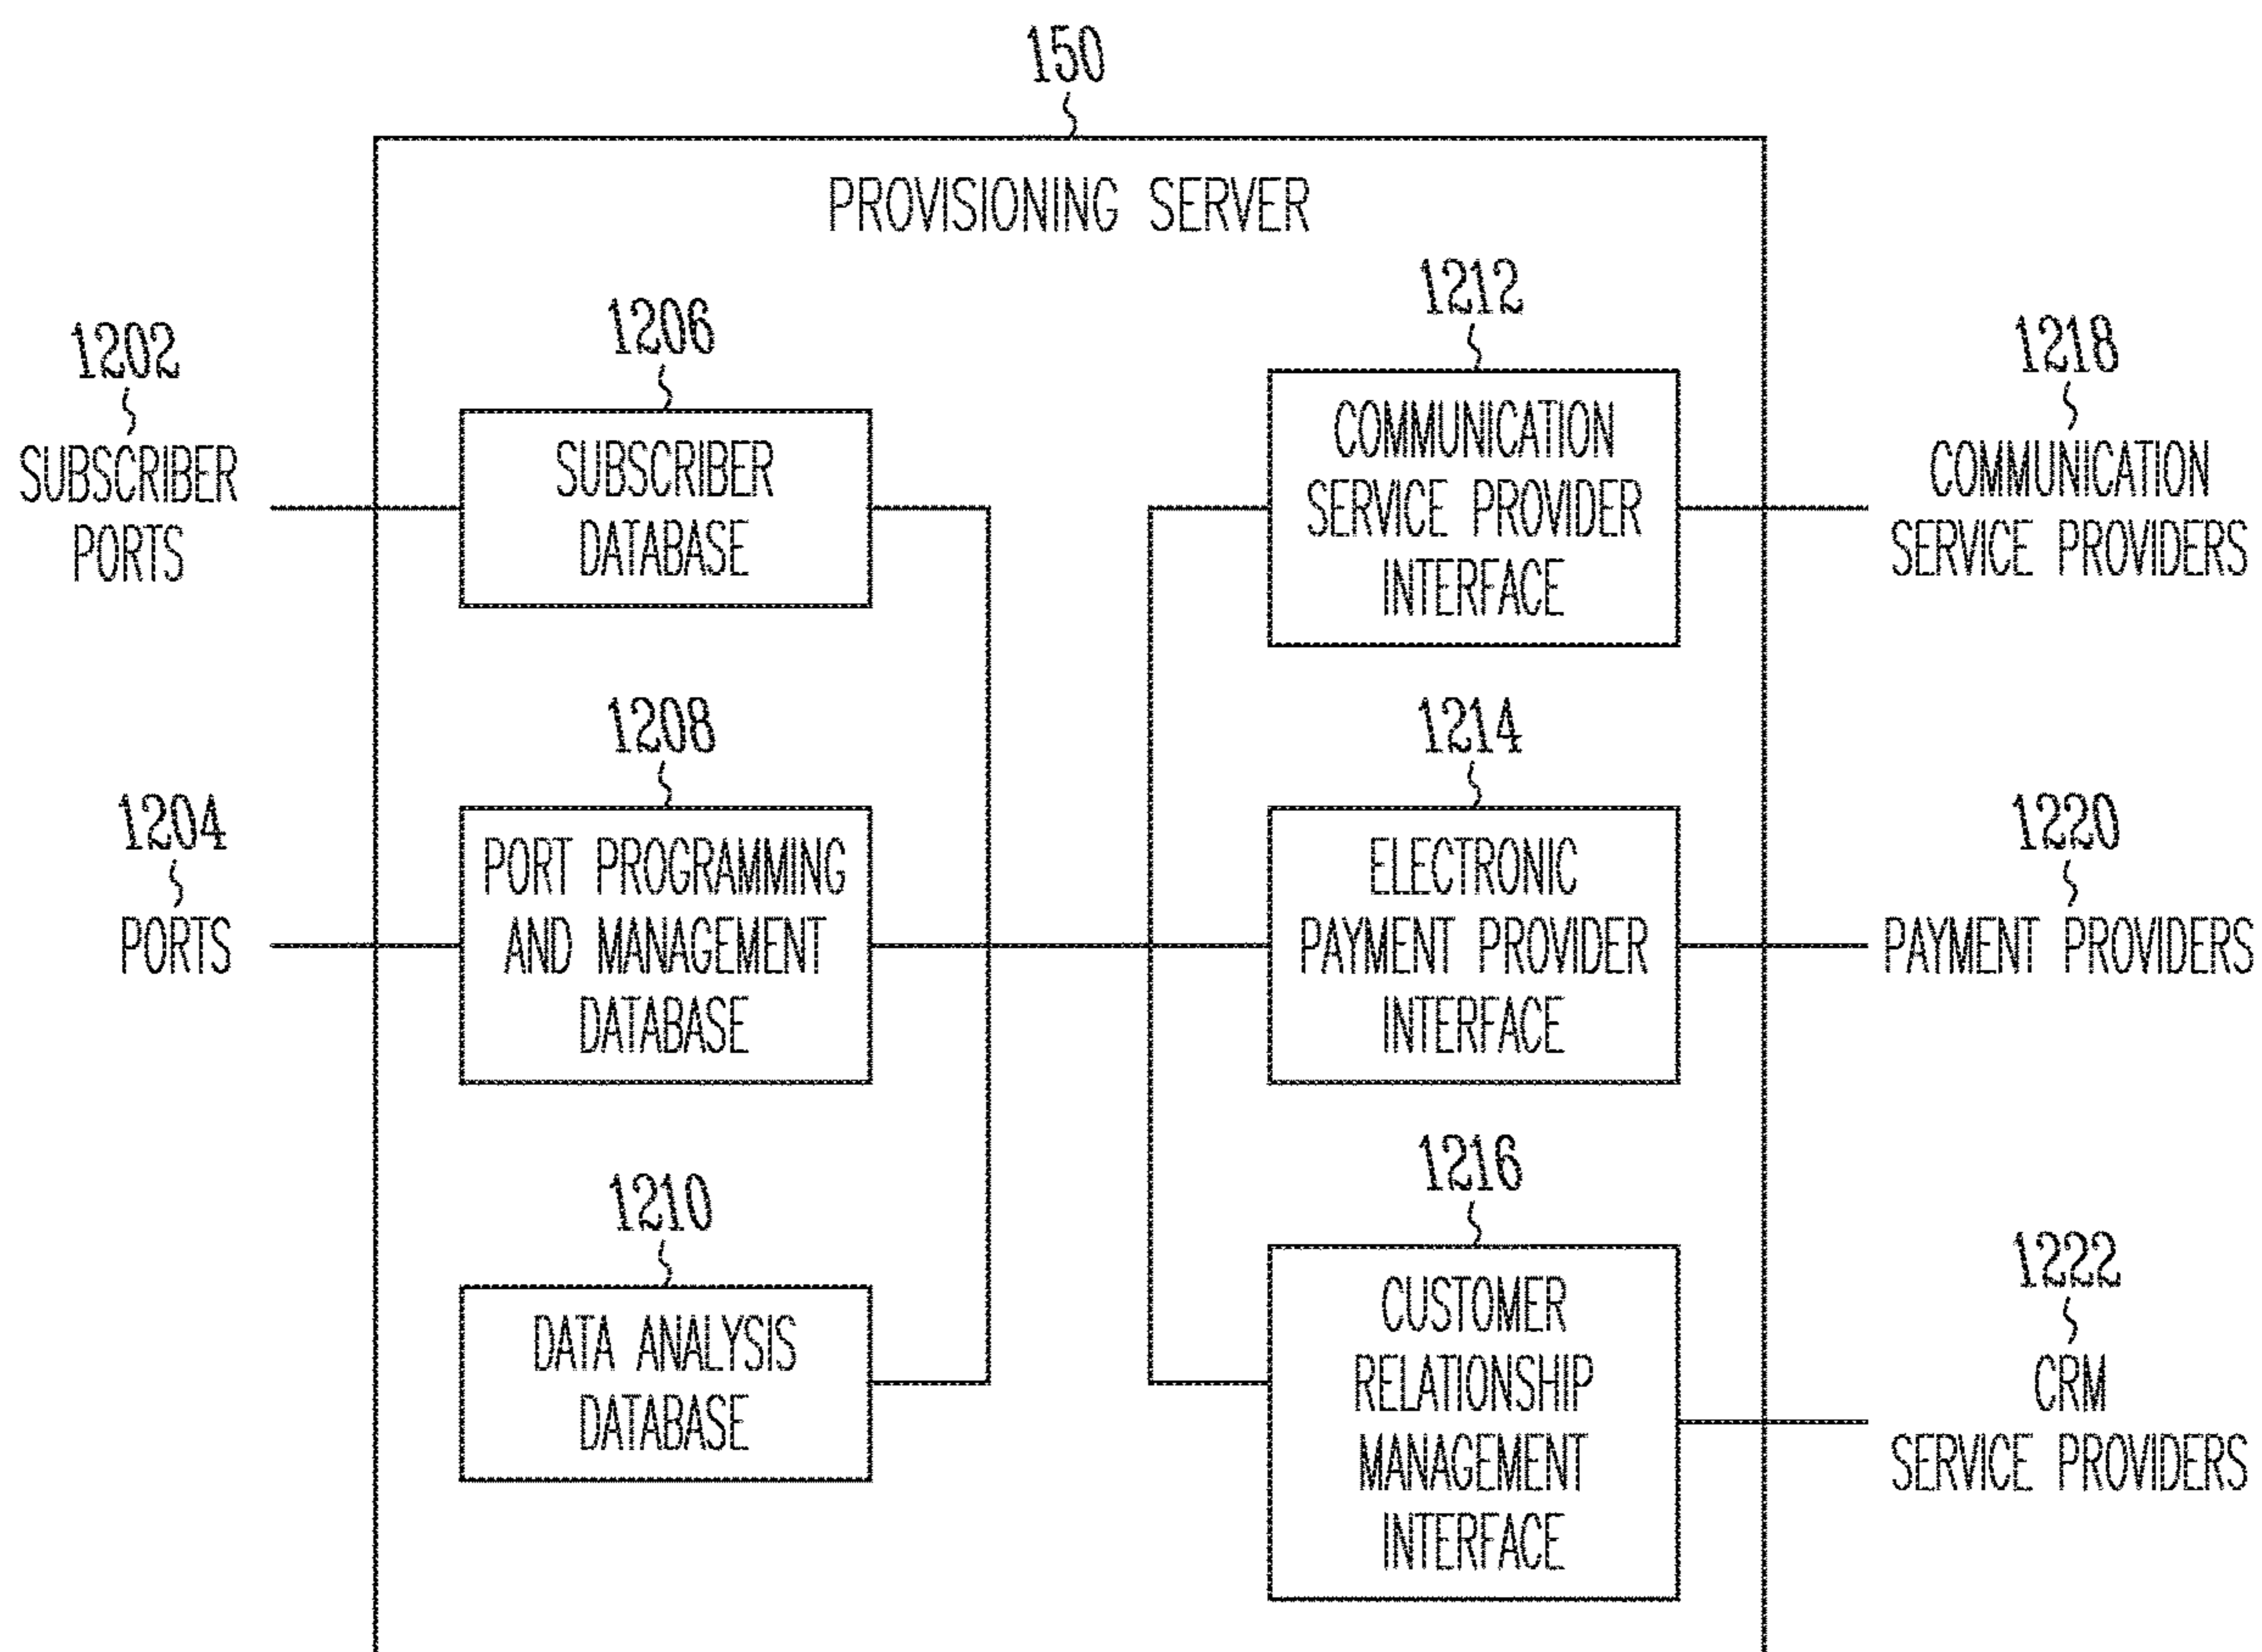 150
PROVISIONING SERVER
1202
SUBSCRIBER
PORTS
1204
PORTS
1206
SUBSCRIBER
DATABASE
1208
PORT PROGRAMMING
AND MANAGEMENT
DATABASE
1210
DATA ANALYSIS
DATABASE
1212
COMMUNICATION
SERVICE PROVIDER
INTERFACE
1214
ELECTRONIC
PAYMENT PROVIDER
INTERFACE
1216
CUSTOMER
RELATIONSHIP
MANAGEMENT
INTERFACE
1218
COMMUNICATION
SERVICE PROVIDERS
1220
PAYMENT PROVIDERS
1222
CRM
SERVICE PROVIDERS